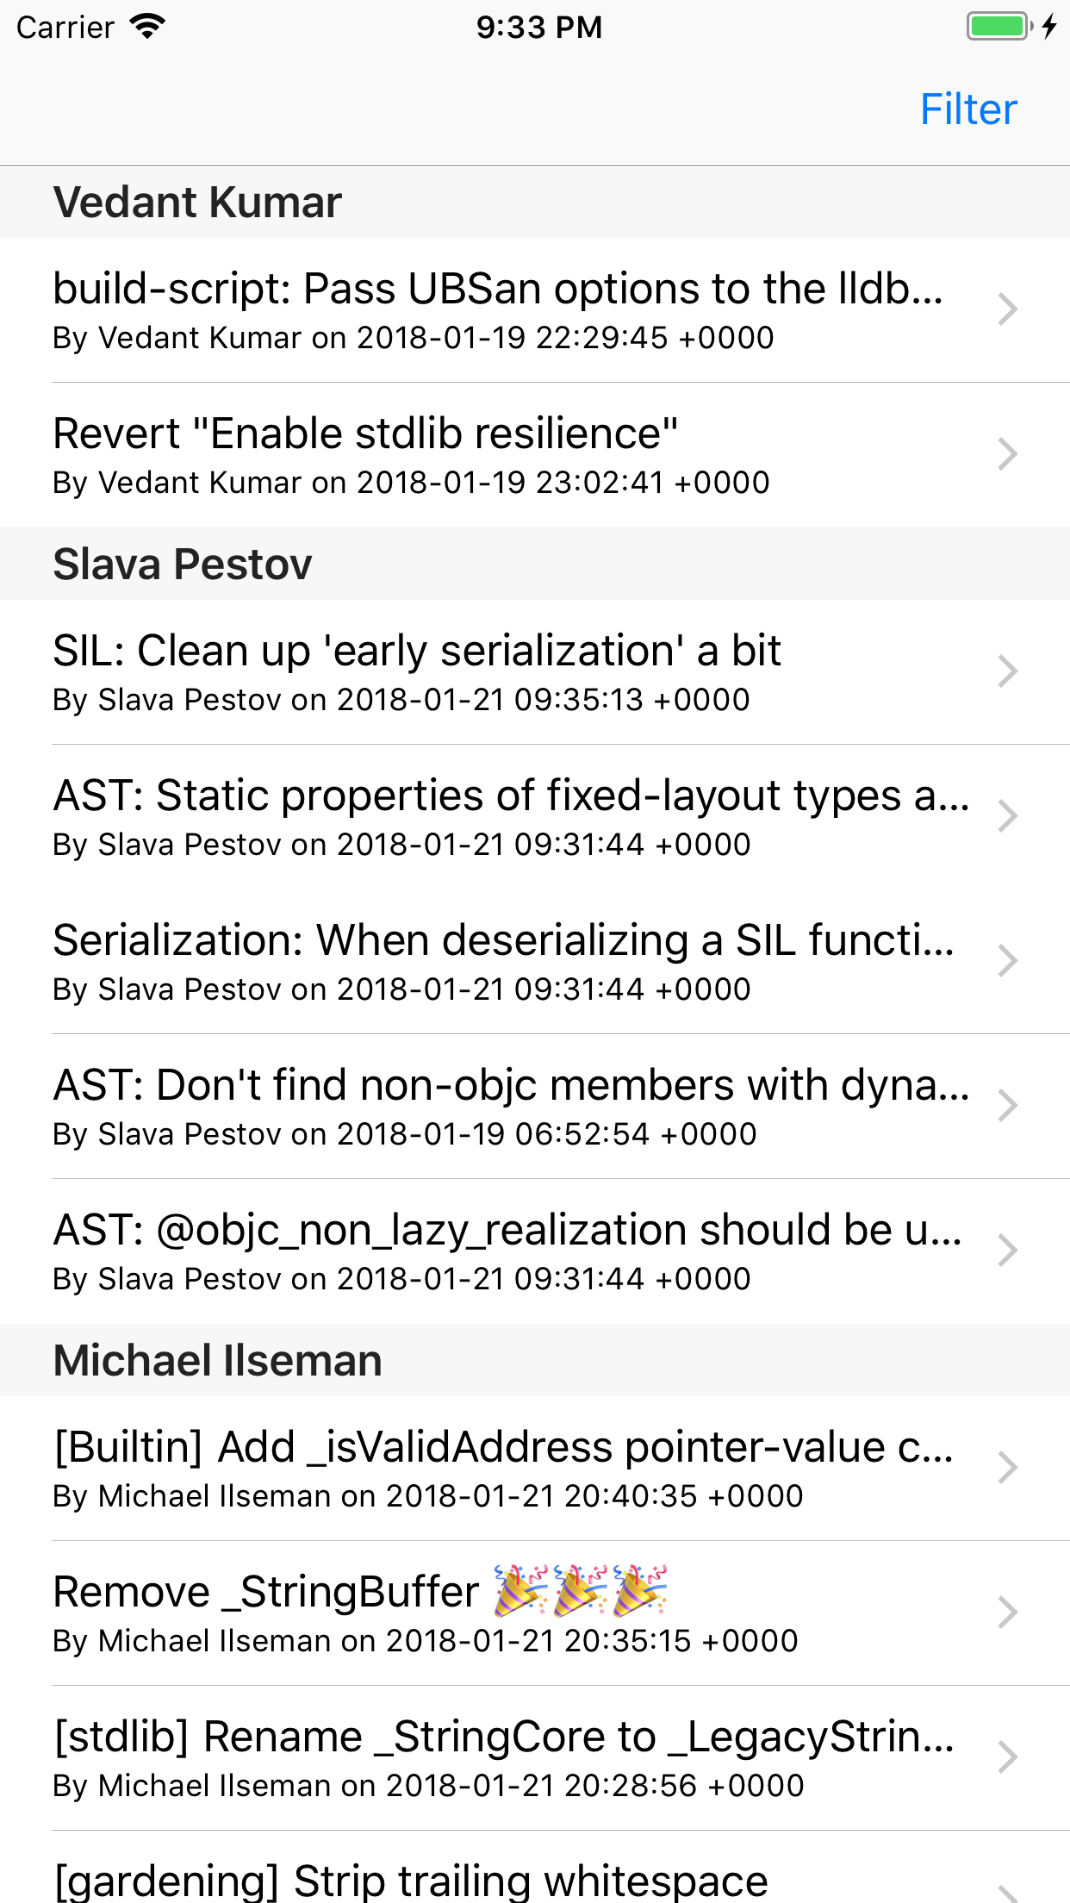 Carrier 9:33 PM
Filter
Vedant Kumar
build-script: Pass UBSan options to the lldb...
By Vedant Kumar on 2018-01-19 22:29:45 +0000
Revert "Enable stdlib resilience"
By Vedant Kumar on 2018-01-19 23:02:41 +0000
Slava Pestov
SIL: Clean up 'early serialization' a bit
By Slava Pestov on 2018-01-21 09:35:13 +0000
AST: Static properties of fixed-layout types a...
By Slava Pestov on 2018-01-21 09:31:44 +0000
Serialization: When deserializing a SIL functi...
By Slava Pestov on 2018-01-21 09:31:44 +0000
AST: Don't find non-objc members with dyna...
By Slava Pestov on 2018-01-19 06:52:54 +0000
AST: @objc_non_lazy_realization should be u...
By Slava Pestov on 2018-01-21 09:31:44 +0000
Michael Ilseman
[Builtin] Add _isValidAddress pointer-value c...
By Michael Ilseman on 2018-01-21 20:40:35 +0000
Remove _StringBuffer 🎉🎉🎉
By Michael Ilseman on 2018-01-21 20:35:15 +0000
[stdlib] Rename _StringCore to _LegacyStrin...
By Michael Ilseman on 2018-01-21 20:28:56 +0000
[gardening] Strip trailing whitespace